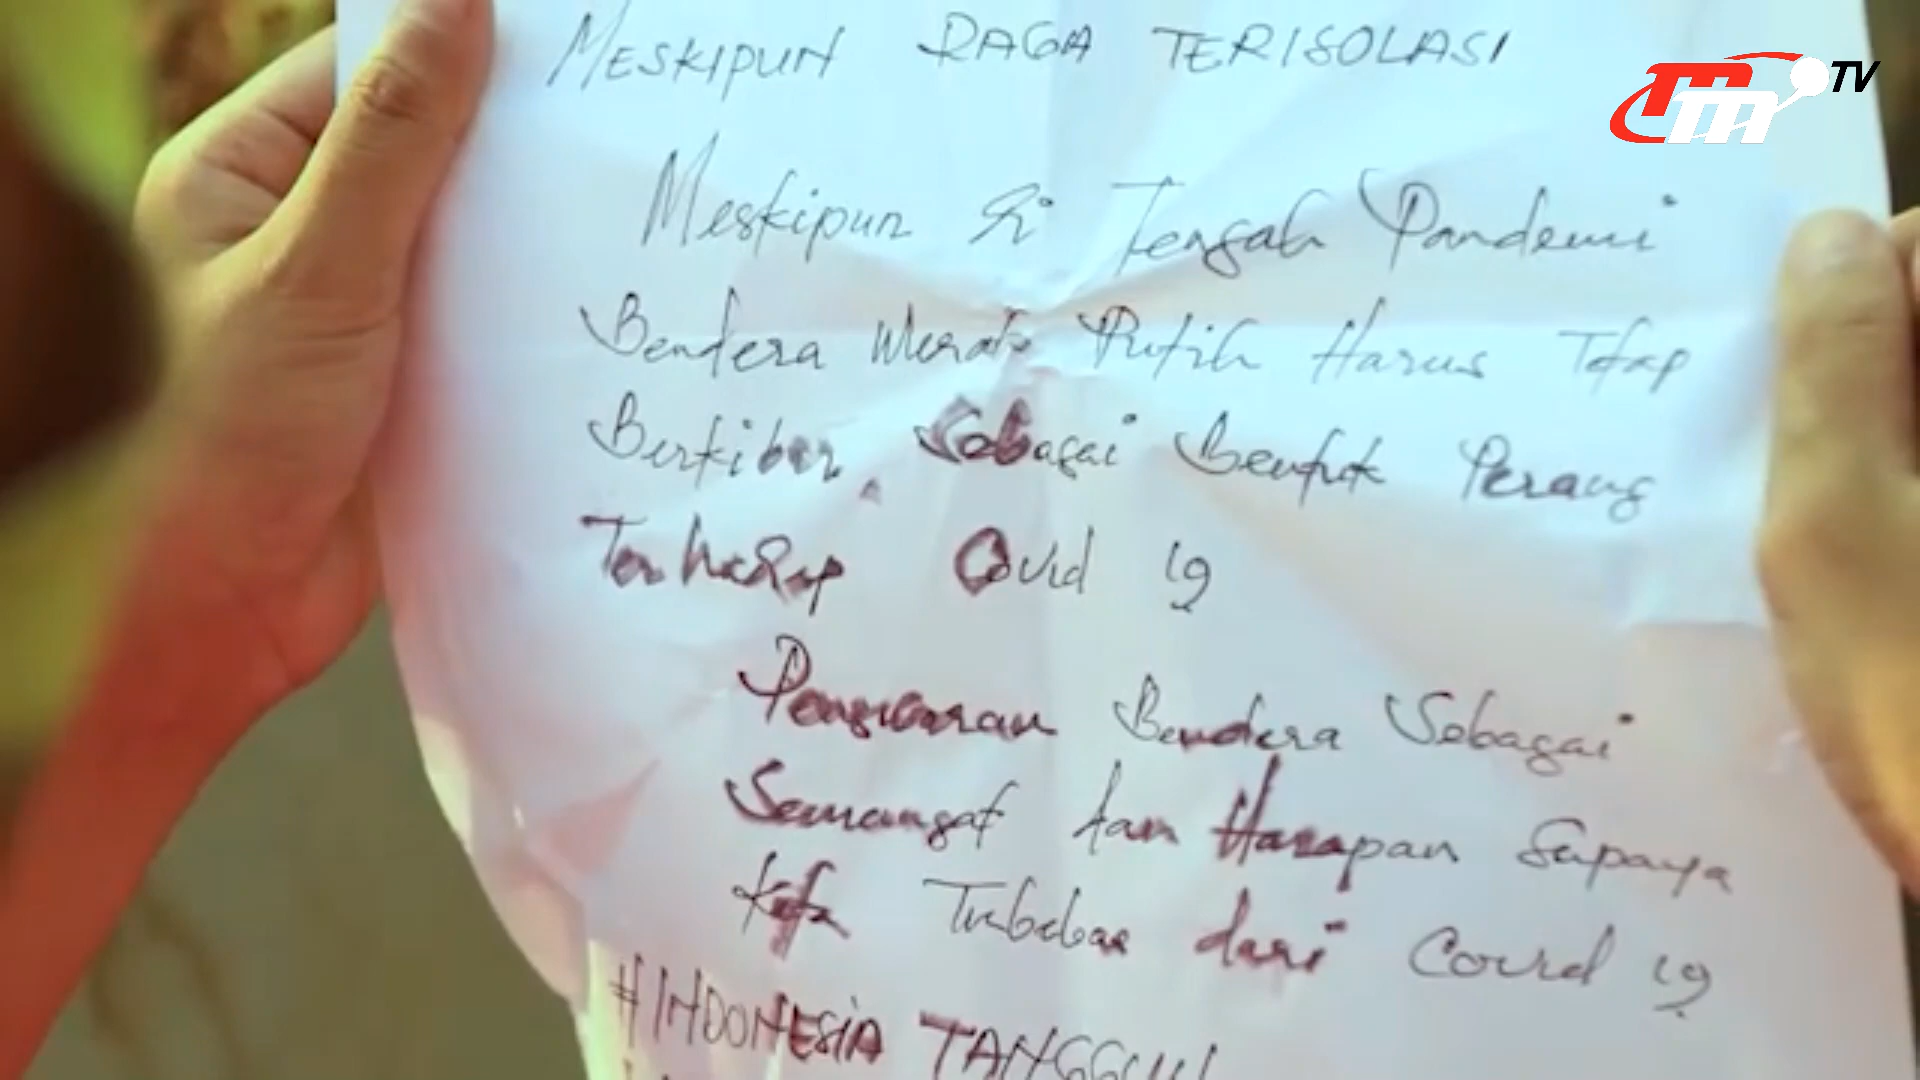 MESKIPUN RAGA TERISOLASI
Meskipun di Tengah Pandemi
Bendera Merah Putih Harus Tetap
Berkibar, Sebagai Bentuk Perang
Terhadap Covid 19
Pengibaran Bendera Sebagai
Semangat dan Harapan Supaya
Kita Terbebas dari Covid 19
#INDONESIA TANGGUH
mm TV